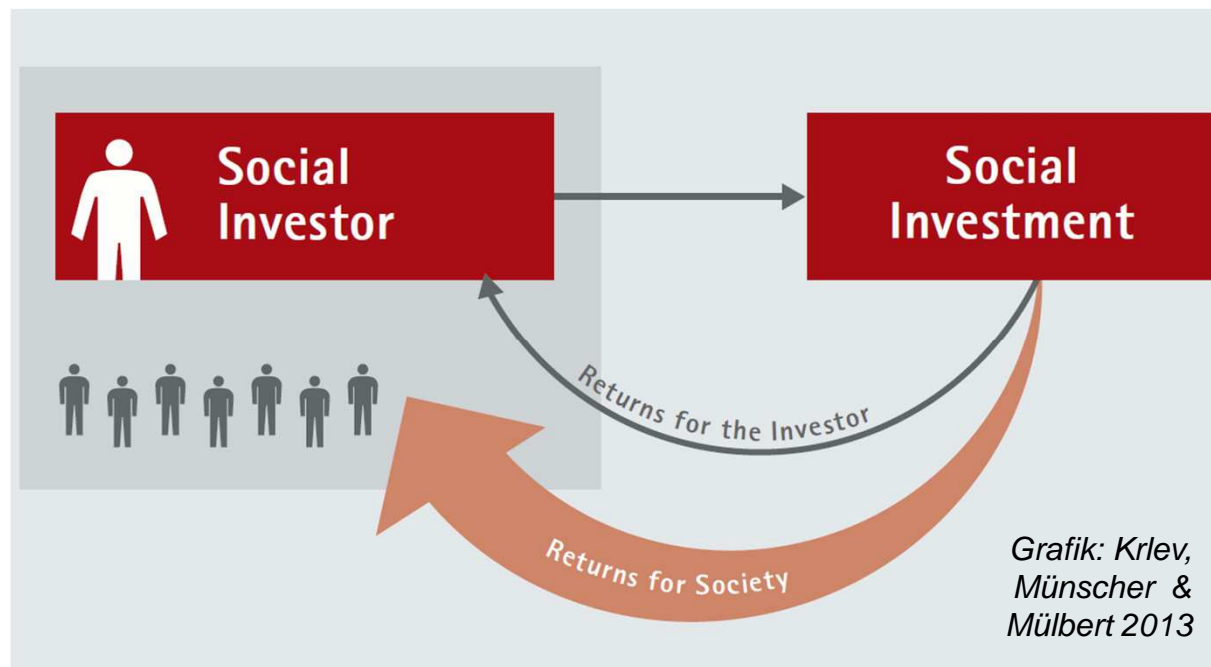 Social
Investor
Social
Investment
Returns for the Investor
Returns for Society
Grafik: Krlev,
Münscher &
Mülbert 2013